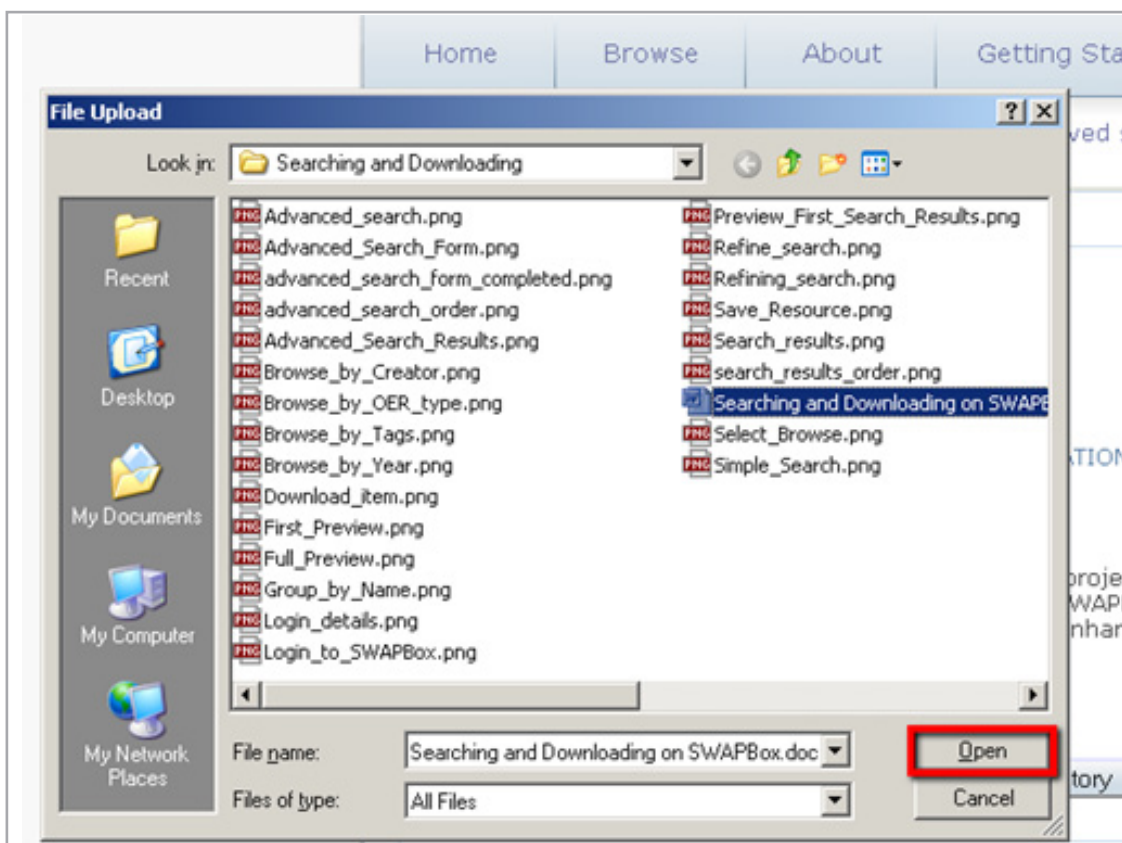 Home Browse About Getting Sta
File Upload
ved s
Look in: Searching and Downloading
Recent
Desktop
My Documents
My Computer
My Network
Places
Advanced_search.png
Advanced_Search_Form.png
advanced_search_form_completed.png
advanced_search_order.png
Advanced_Search_Results.png
Browse_by_Creator.png
Browse_by_OER_type.png
Browse_by_Tags.png
Browse_by_Year.png
Download_item.png
First_Preview.png
Full_Preview.png
Group_by_Name.png
Login_details.png
Login_to_SWAPBox.png
Preview_First_Search_Results.png
Refine_search.png
Refining_search.png
Save_Resource.png
Search_results.png
search_results_order.png
Searching and Downloading on SWAPB
Select_Browse.png
Simple_Search.png
ATION
proje
WAPB
nhan
File name: Searching and Downloading on SWAPBox.doc Open
Files of type: All Files Cancel
tory